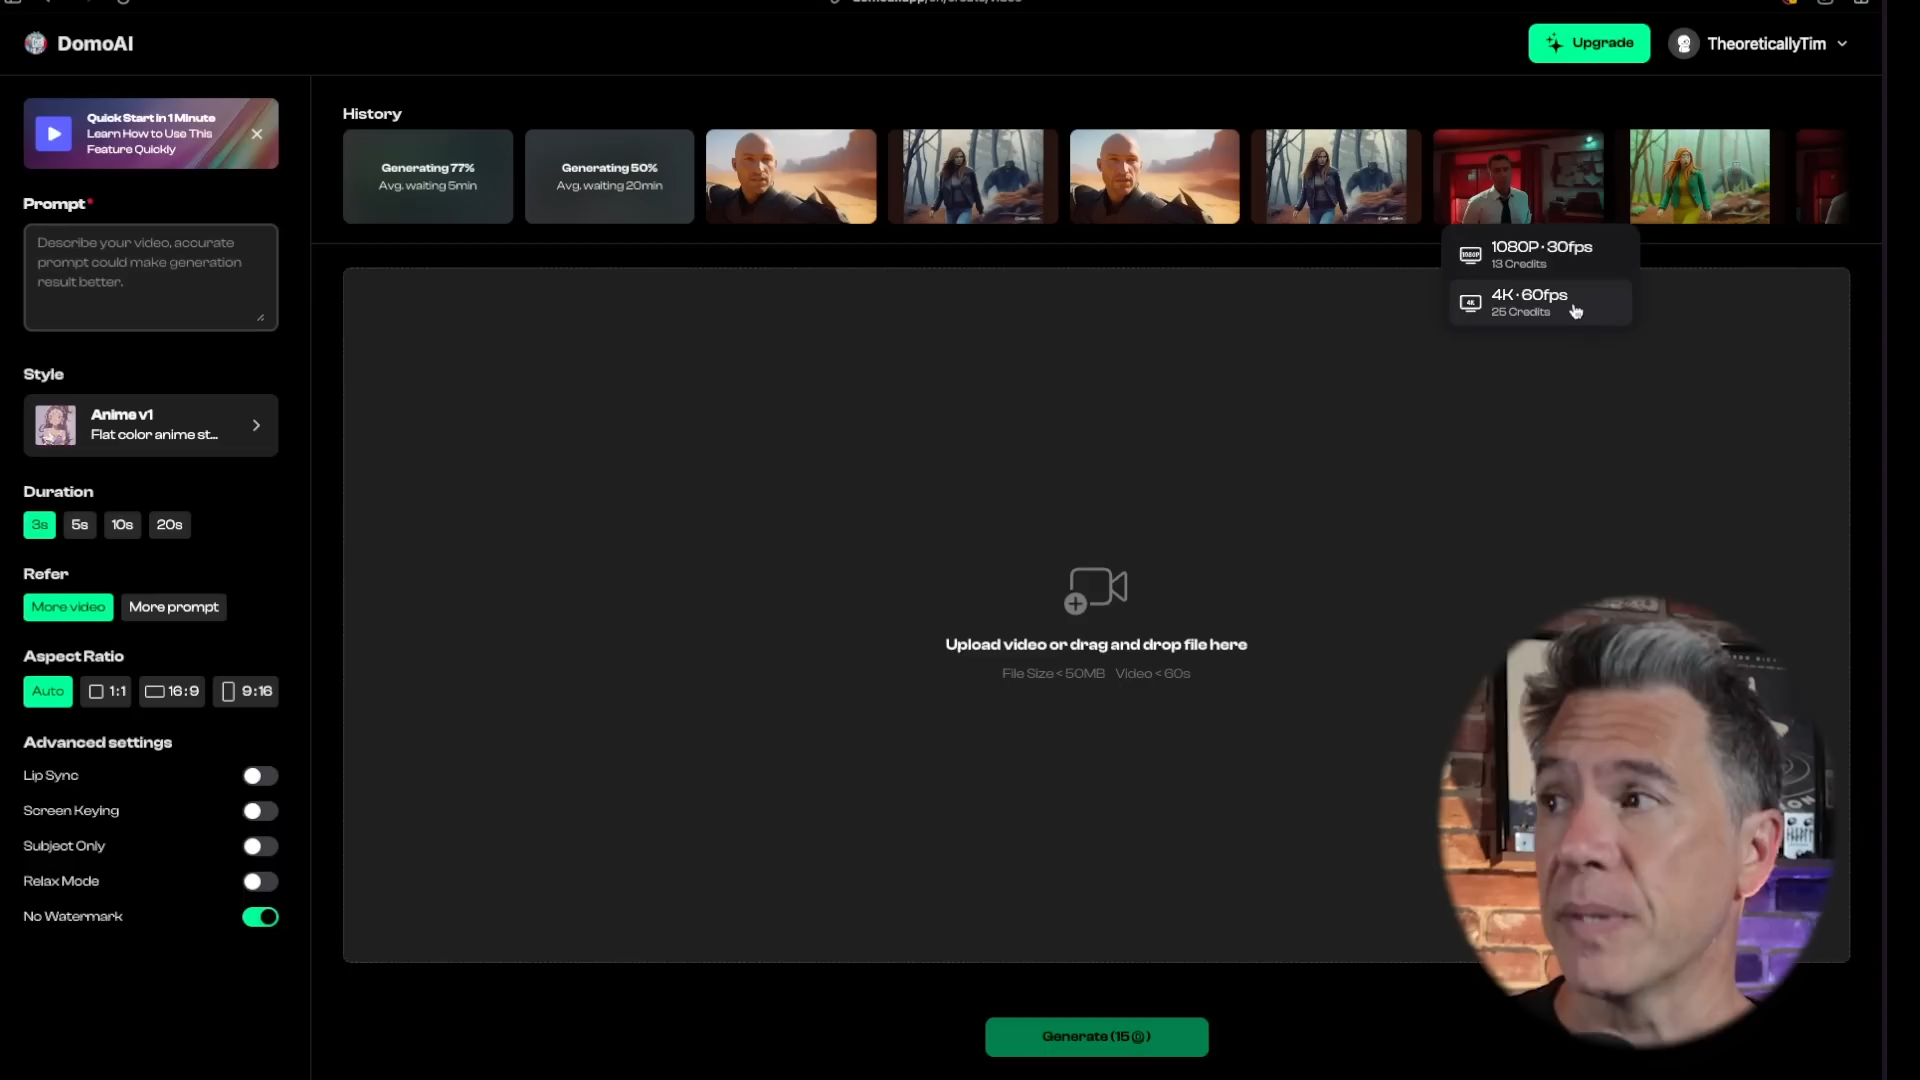 DomoAI
Upgrade
TheoreticallyTim
Quick Start in 1 Minute
Learn How to Use This
Feature Quickly
History
Generating 77%
Avg. waiting 5min
Generating 50%
Avg. waiting 20min
Prompt*
Describe your video, accurate
prompt could make generation
result better.
1080P · 30fps
13 Credits
4K · 60fps
25 Credits
Style
Anime v1
Flat color anime st...
Duration
3s 5s 10s 20s
Refer
More video More prompt
Aspect Ratio
Auto 1:1 16:9 9:16
Upload video or drag and drop file here
File Size < 50MB Video < 60s
Advanced settings
Lip Sync
Screen Keying
Subject Only
Relax Mode
No Watermark
Generate (15)